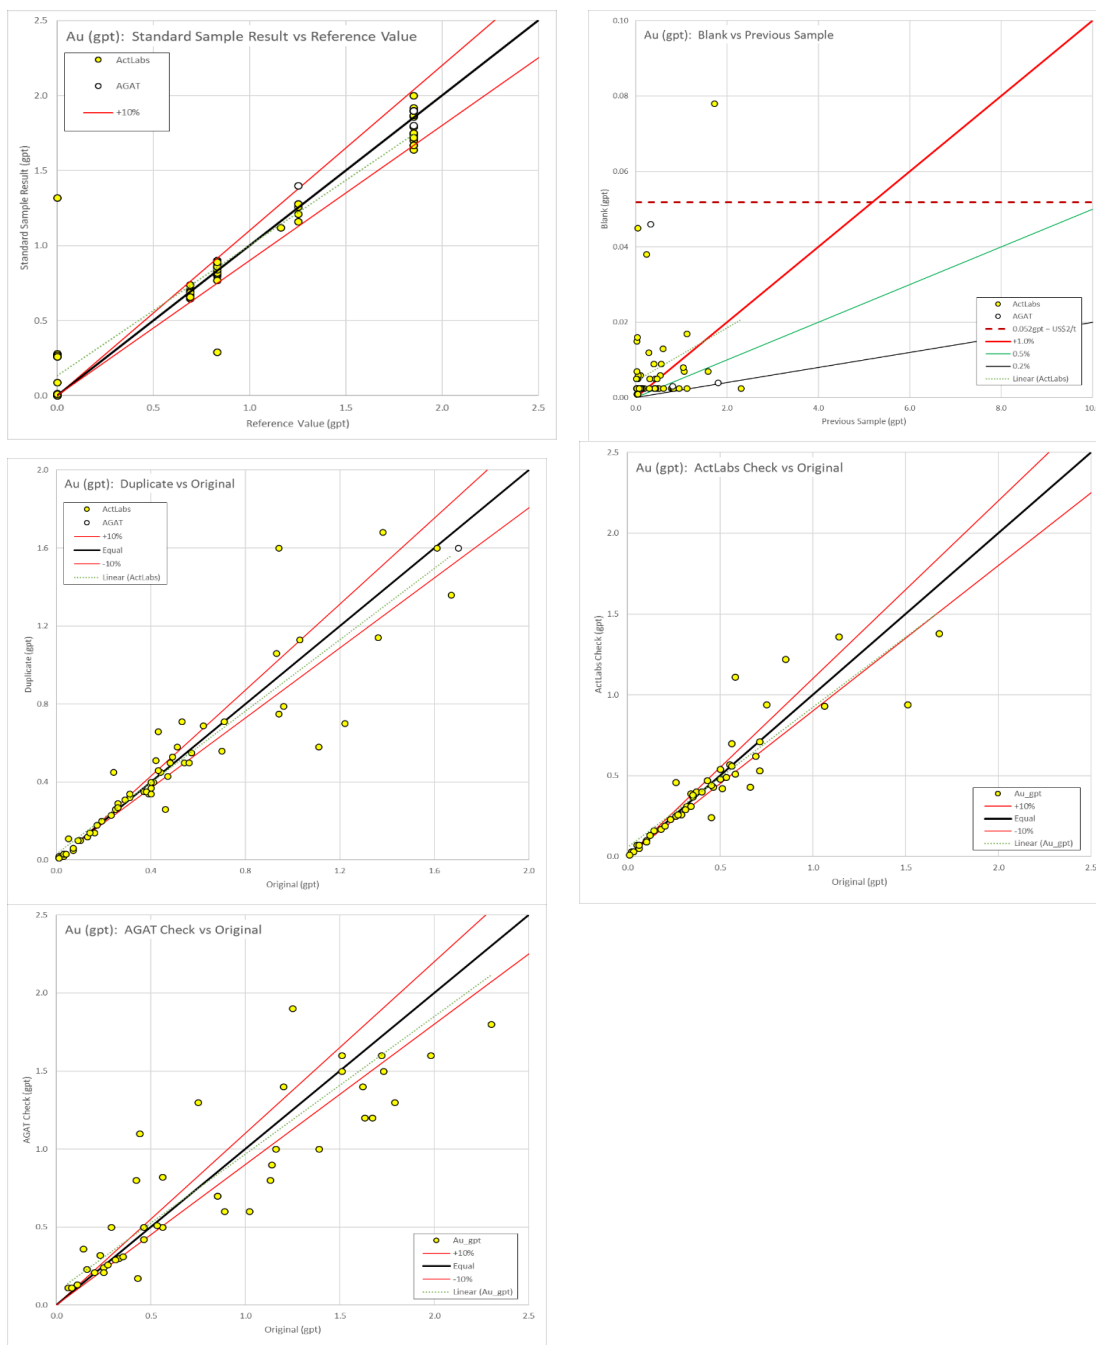 Au (gpt): Standard Sample Result vs Reference Value
ActLabs
AGAT
+10%
Standard Sample Result (gpt)
2.5
2.0
1.5
1.0
0.5
0.0
0.0 0.5 1.0 1.5 2.0 2.5
Reference Value (gpt)
Au (gpt): Blank vs Previous Sample
Blank (gpt)
0.10
0.08
0.06
0.04
0.02
0.00
ActLabs
AGAT
0.052gpt – US$2/t
+1.0%
0.5%
0.2%
Linear (ActLabs)
0.0 2.0 4.0 6.0 8.0 10.
Previous Sample (gpt)
Au (gpt): Duplicate vs Original
ActLabs
AGAT
+10%
Equal
-10%
Linear (ActLabs)
Duplicate (gpt)
2.0
1.6
1.2
0.8
0.4
0.0
0.0 0.4 0.8 1.2 1.6 2.0
Original (gpt)
Au (gpt): ActLabs Check vs Original
ActLabs Check (gpt)
2.5
2.0
1.5
1.0
0.5
0.0
Au_gpt
+10%
Equal
-10%
Linear (Au_gpt)
0.0 0.5 1.0 1.5 2.0 2.5
Original (gpt)
Au (gpt): AGAT Check vs Original
AGAT Check (gpt)
2.5
2.0
1.5
1.0
0.5
0.0
Au_gpt
+10%
Equal
-10%
Linear (Au_gpt)
0.0 0.5 1.0 1.5 2.0 2.5
Original (gpt)